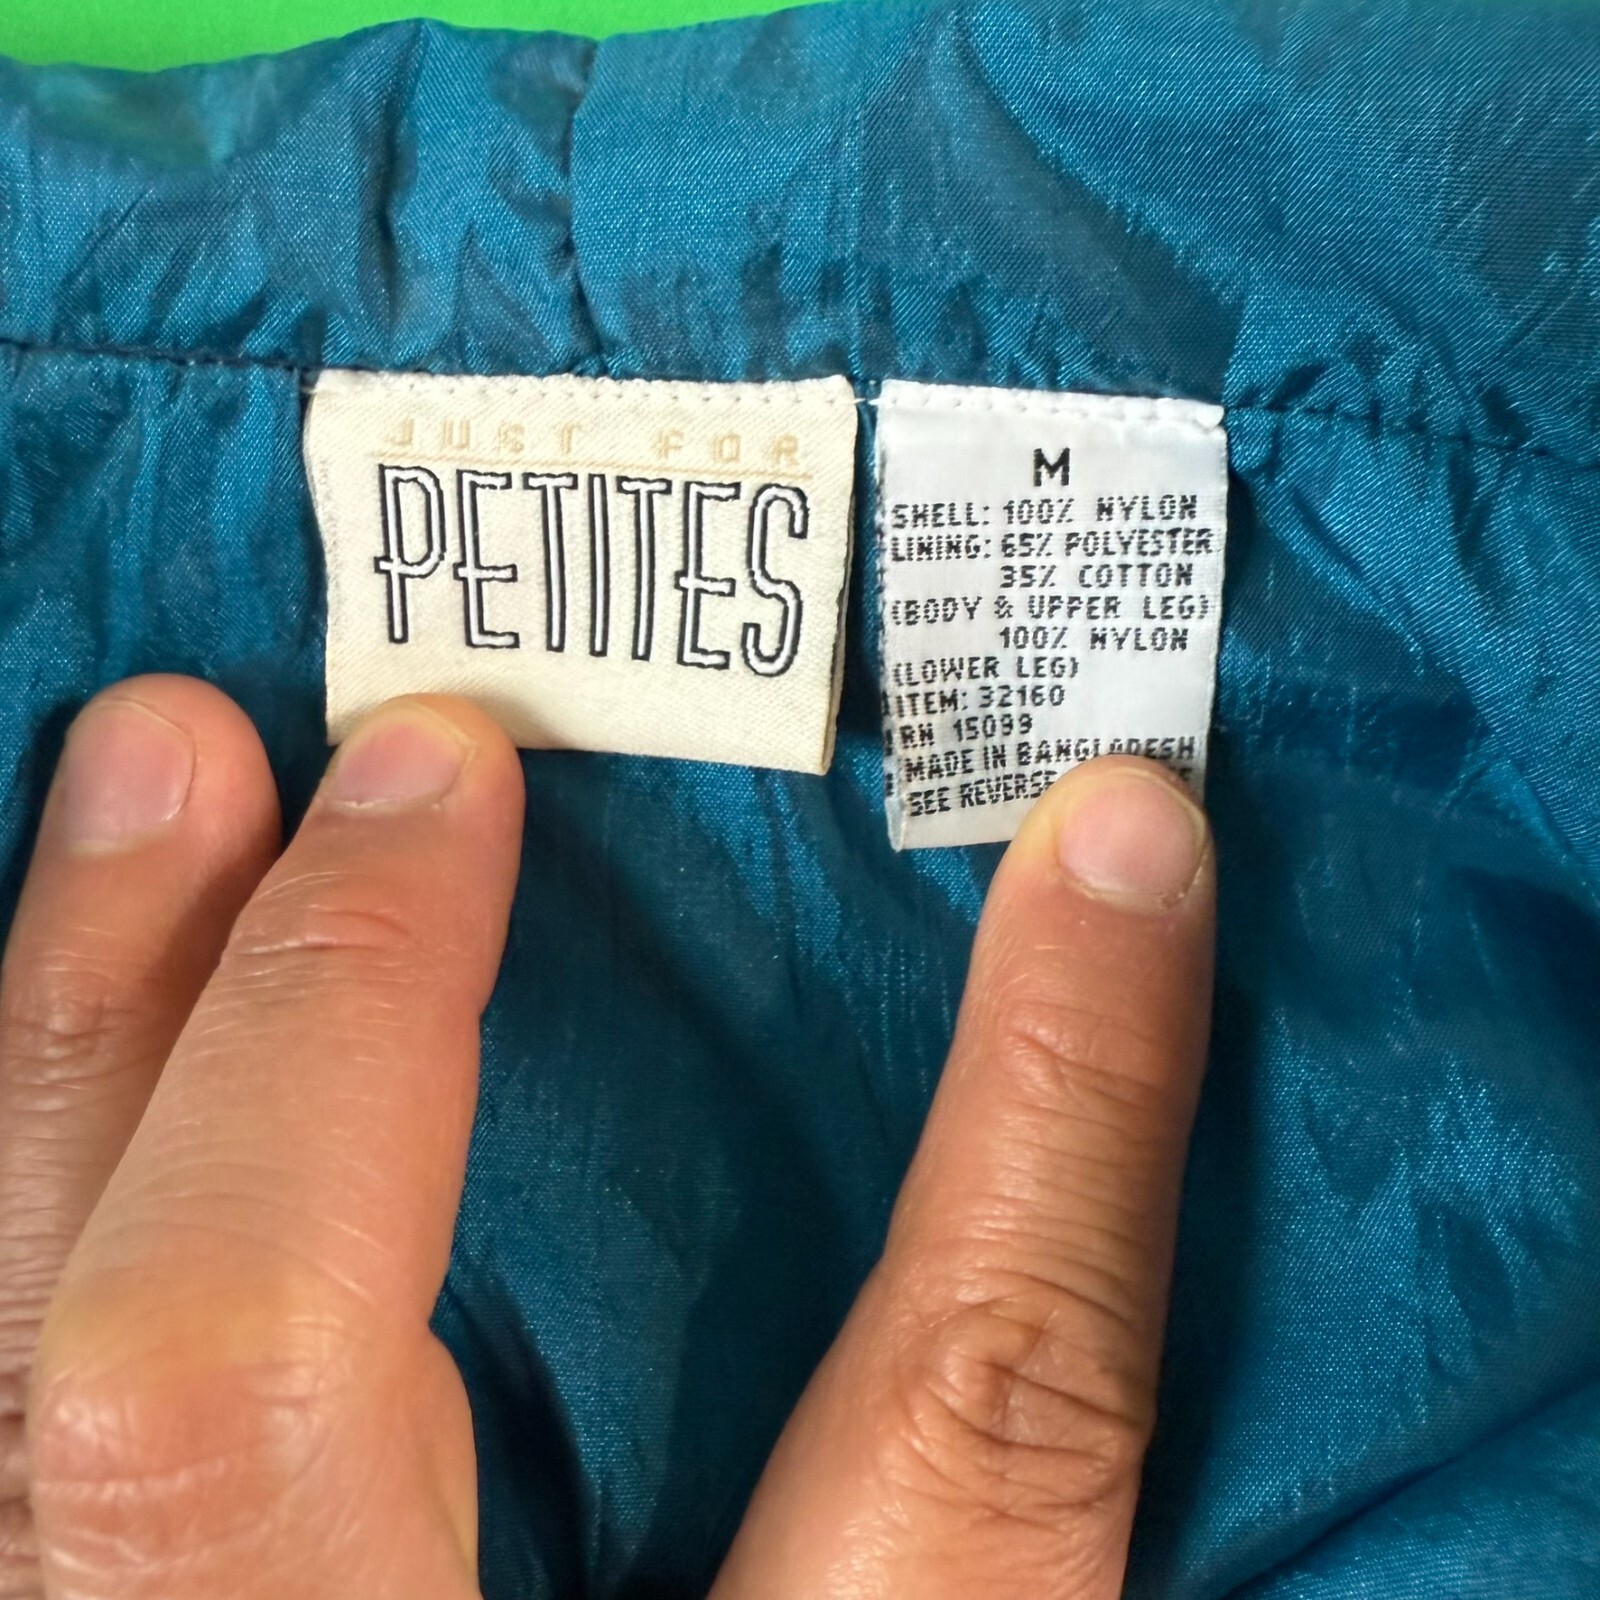 JUST FOR
PETITES
M
SHELL: 100% NYLON
LINING: 65% POLYESTER
35% COTTON
(BODY & UPPER LEG)
100% NYLON
(LOWER LEG)
ITEM: 32160
RN 15099
MADE IN BANGLADESH
SEE REVERSE